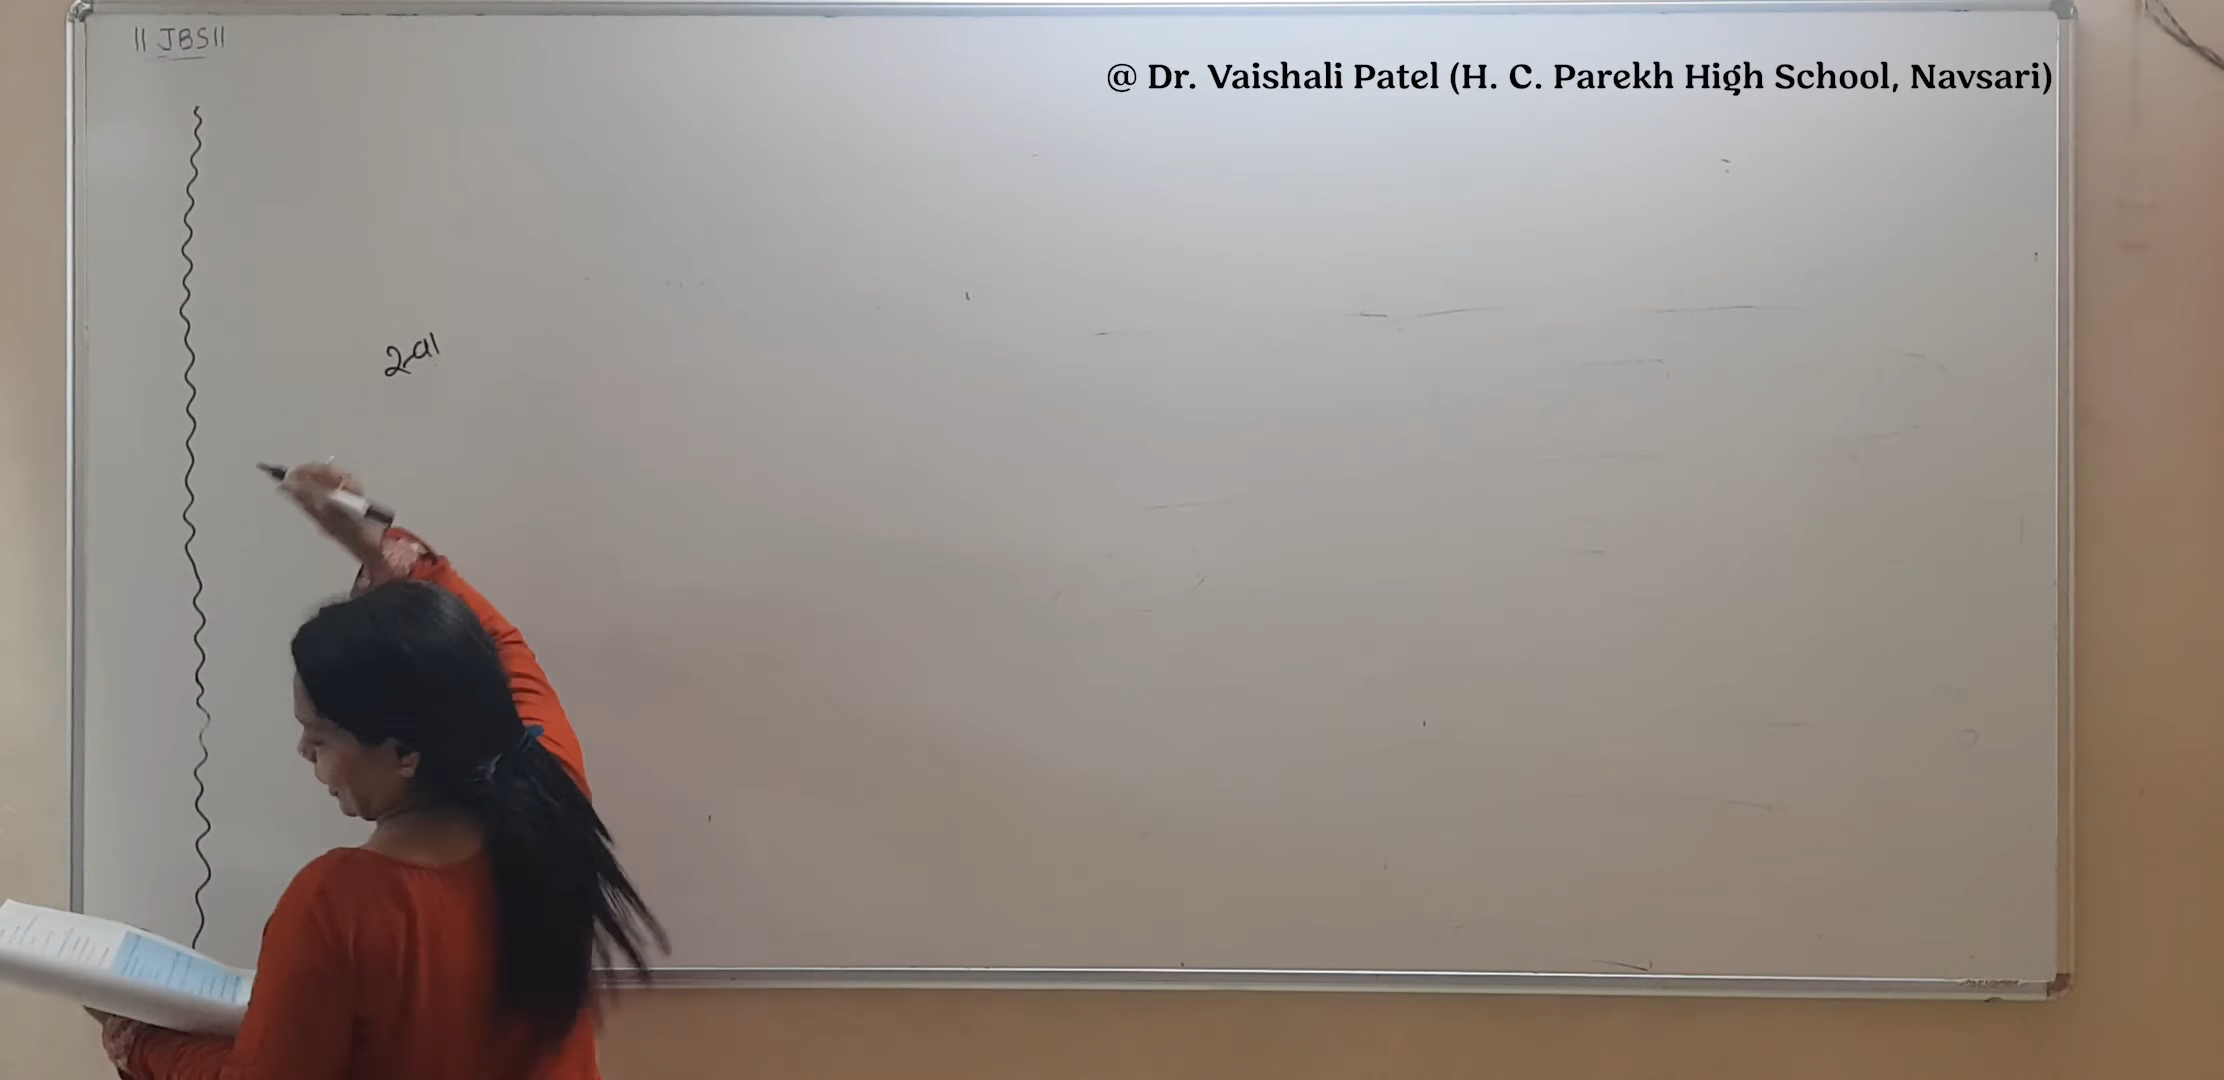 || JBS ||
@ Dr. Vaishali Patel (H. C. Parekh High School, Navsari)